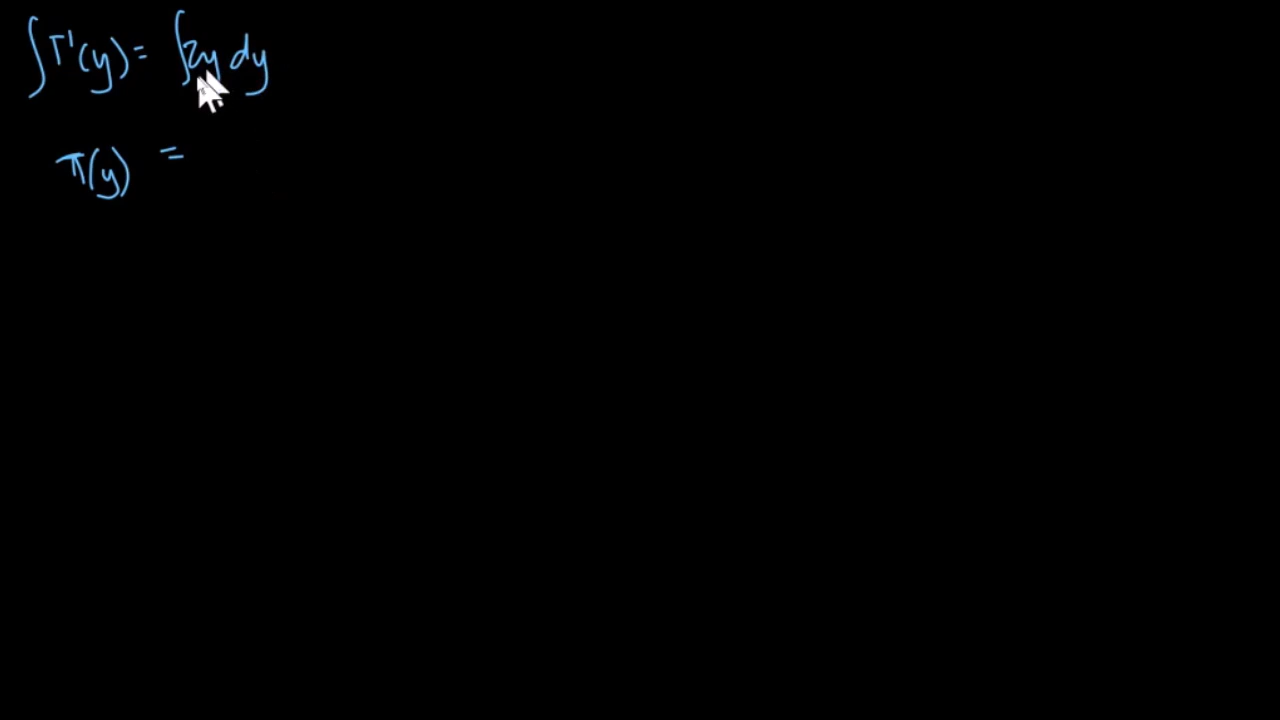 ∫π'(y) = ∫2y dy
π(y) =